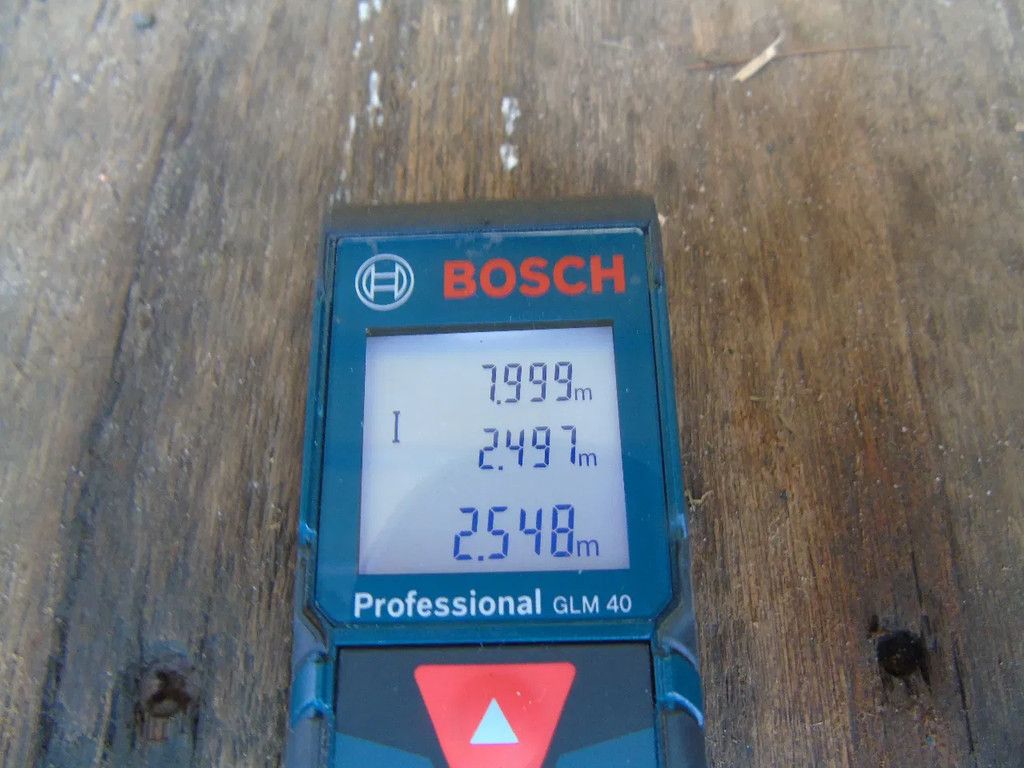 BOSCH
7.999m
2.497m
2.548m
Professional GLM 40